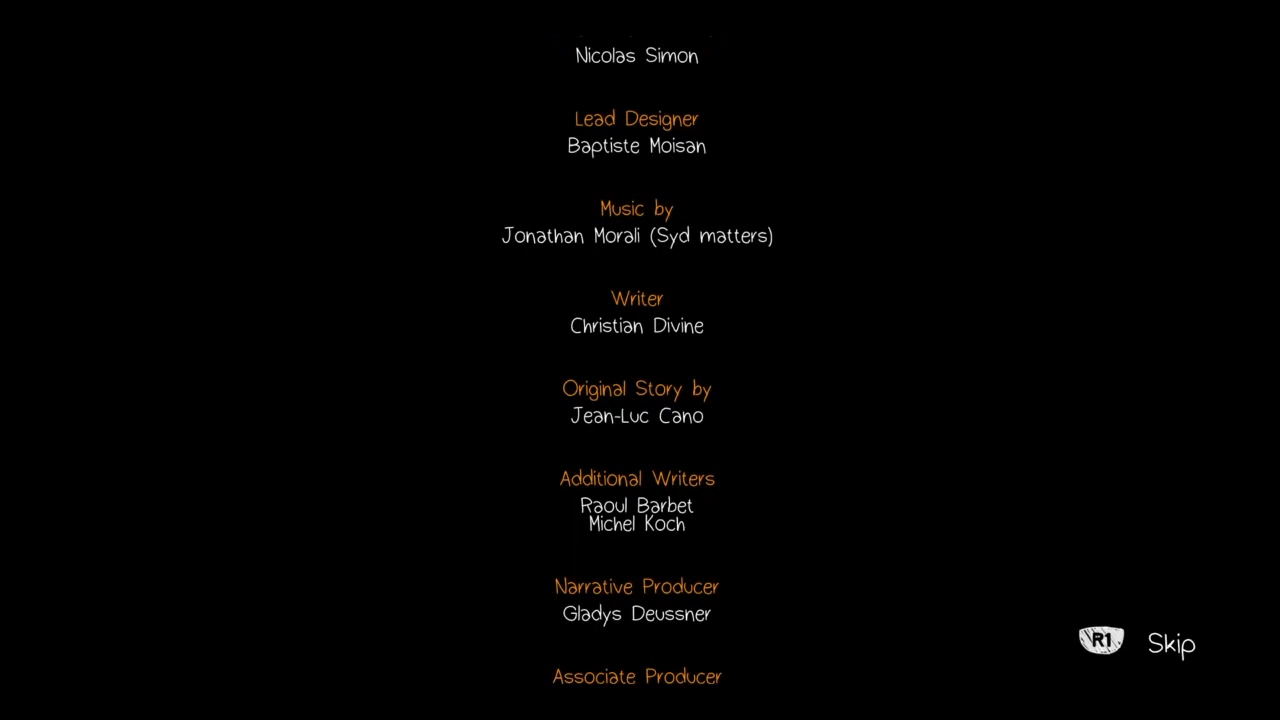 Nicolas Simon
Lead Designer
Baptiste Moisan
Music by
Jonathan Morali (Syd matters)
Writer
Christian Divine
Original Story by
Jean-Luc Cano
Additional Writers
Raoul Barbet
Michel Koch
Narrative Producer
Gladys Deussner
R1 Skip
Associate Producer